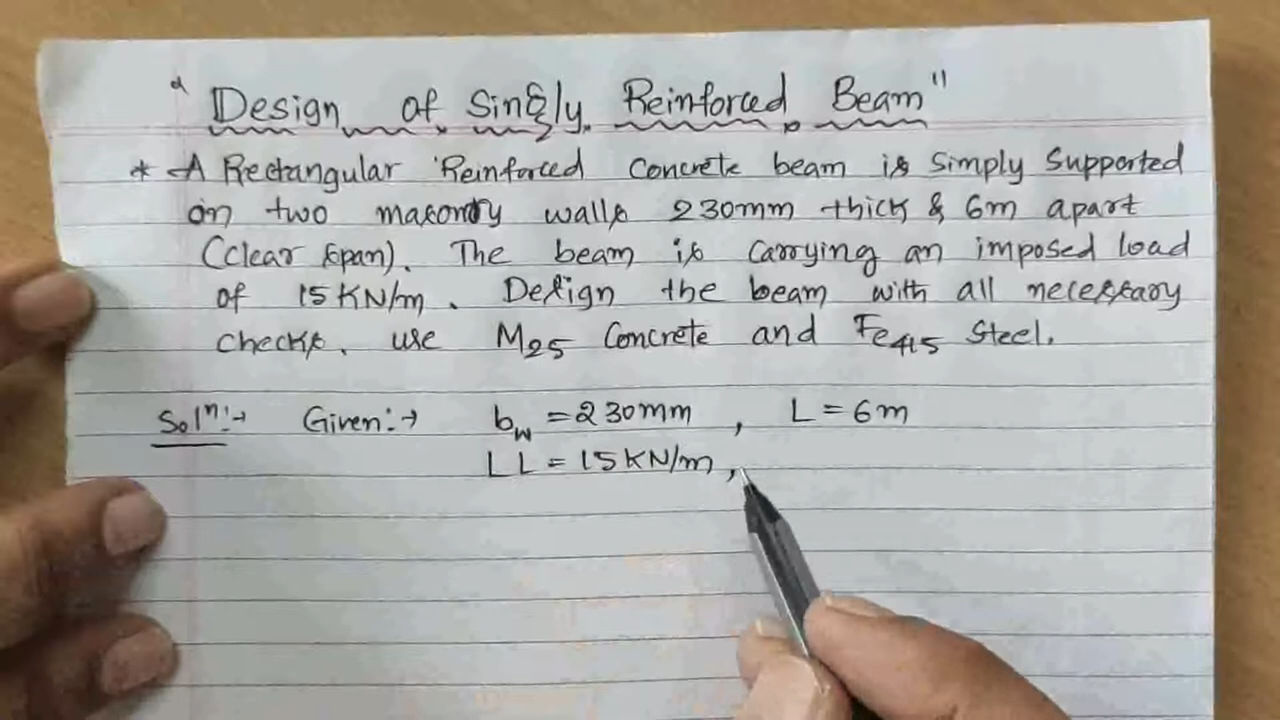 "Design of Singly Reinforced Beam"
* A Rectangular Reinforced Concrete beam is Simply Supported
on two masonry walls 230mm thick & 6m apart
(clear span). The beam is carrying an imposed load
of 15 KN/m. Design the beam with all necessary
checks. use M25 Concrete and Fe415 Steel.
Solⁿ:→ Given:→ bw = 230mm , L = 6m
LL = 15KN/m,